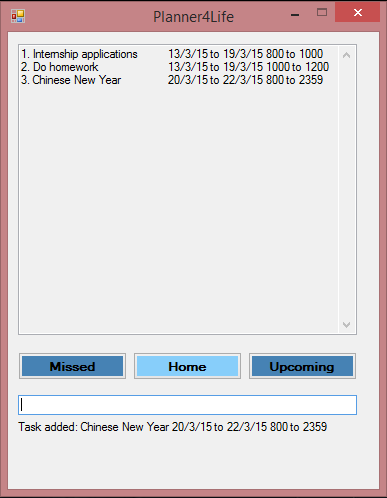 Planner4Life
1. Internship applications 13/3/15 to 19/3/15 800 to 1000
2. Do homework 13/3/15 to 19/3/15 1000 to 1200
3. Chinese New Year 20/3/15 to 22/3/15 800 to 2359
Missed Home Upcoming
Task added: Chinese New Year 20/3/15 to 22/3/15 800 to 2359